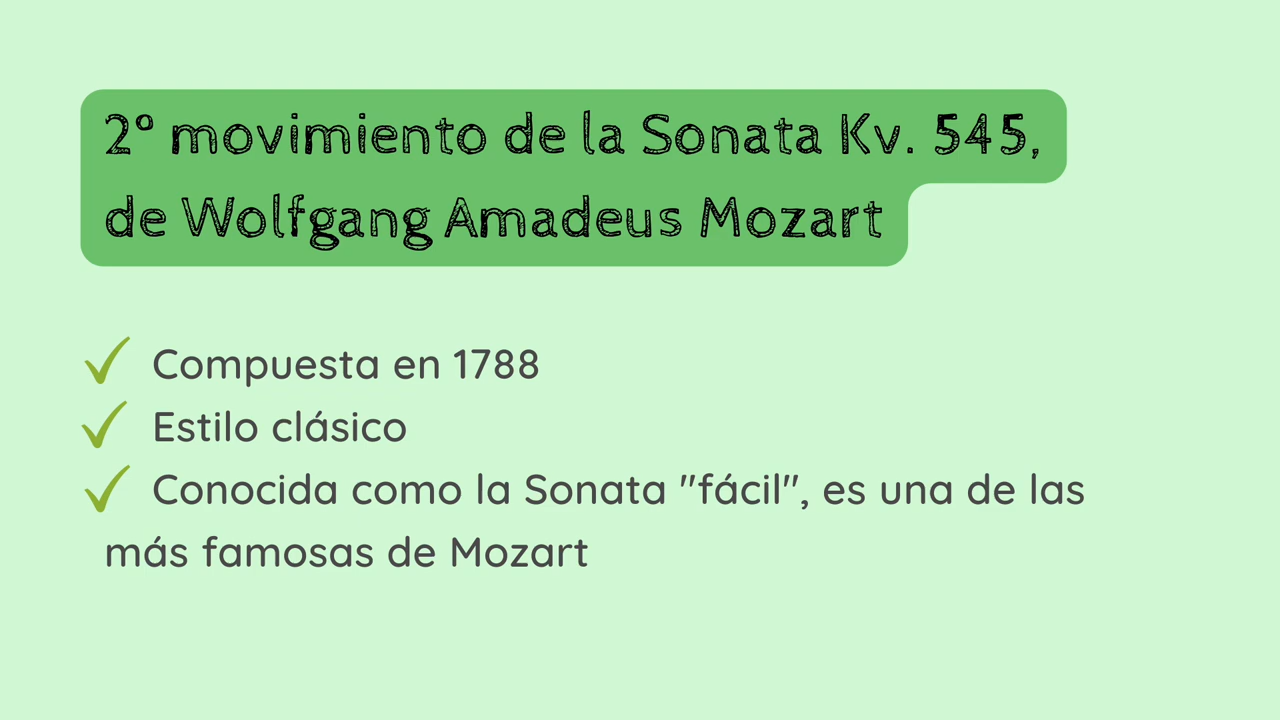 2º movimiento de la Sonata Kv. 545,
de Wolfgang Amadeus Mozart
Compuesta en 1788
Estilo clásico
Conocida como la Sonata "fácil", es una de las
más famosas de Mozart